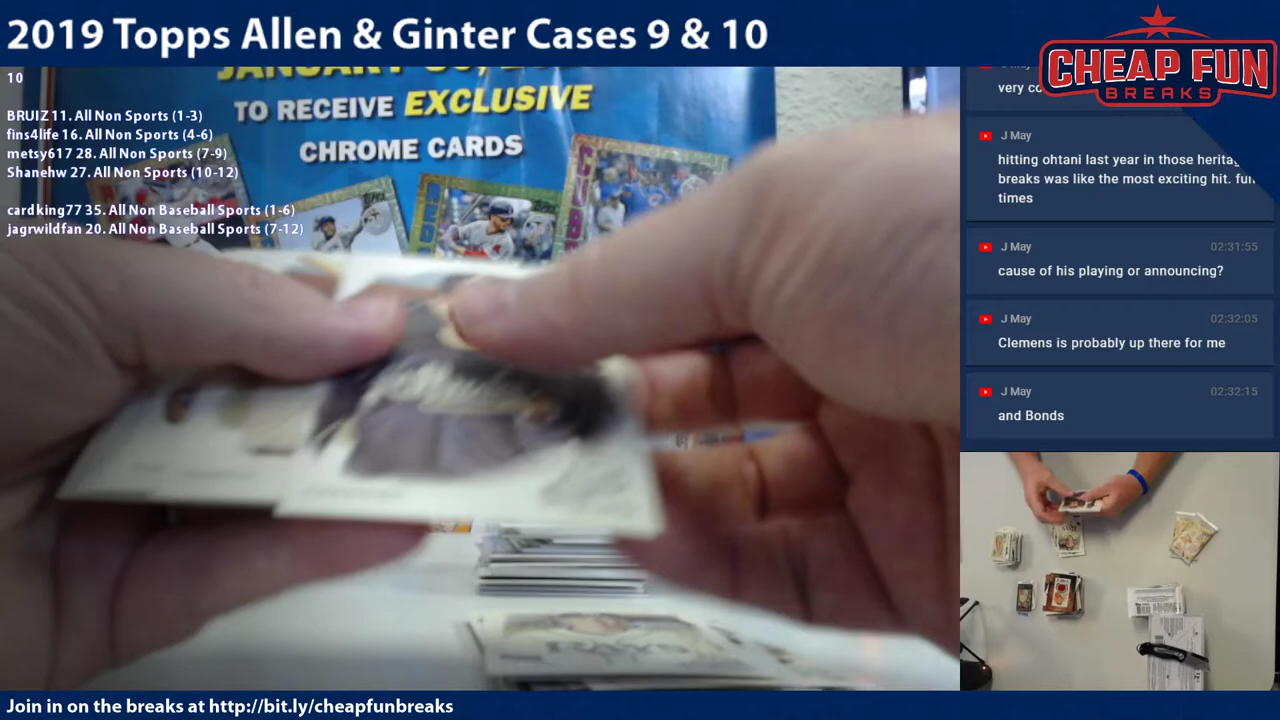 2019 Topps Allen & Ginter Cases 9 & 10
CHEAP FUN
BREAKS
10
BRUIZ 11. All Non Sports (1-3)
fins4life 16. All Non Sports (4-6)
metsy617 28. All Non Sports (7-9)
Shanehw 27. All Non Sports (10-12)
cardking77 35. All Non Baseball Sports (1-6)
jagrwildfan 20. All Non Baseball Sports (7-12)
TO RECEIVE EXCLUSIVE
CHROME CARDS
RAYS
very
J May
hitting ohtani last year in those
breaks was like the most exciting hit. fun
times
J May 02:31:55
cause of his playing or announcing?
J May 02:32:05
Clemens is probably up there for me
J May 02:32:15
and Bonds
Join in on the breaks at http://bit.ly/cheapfunbreaks